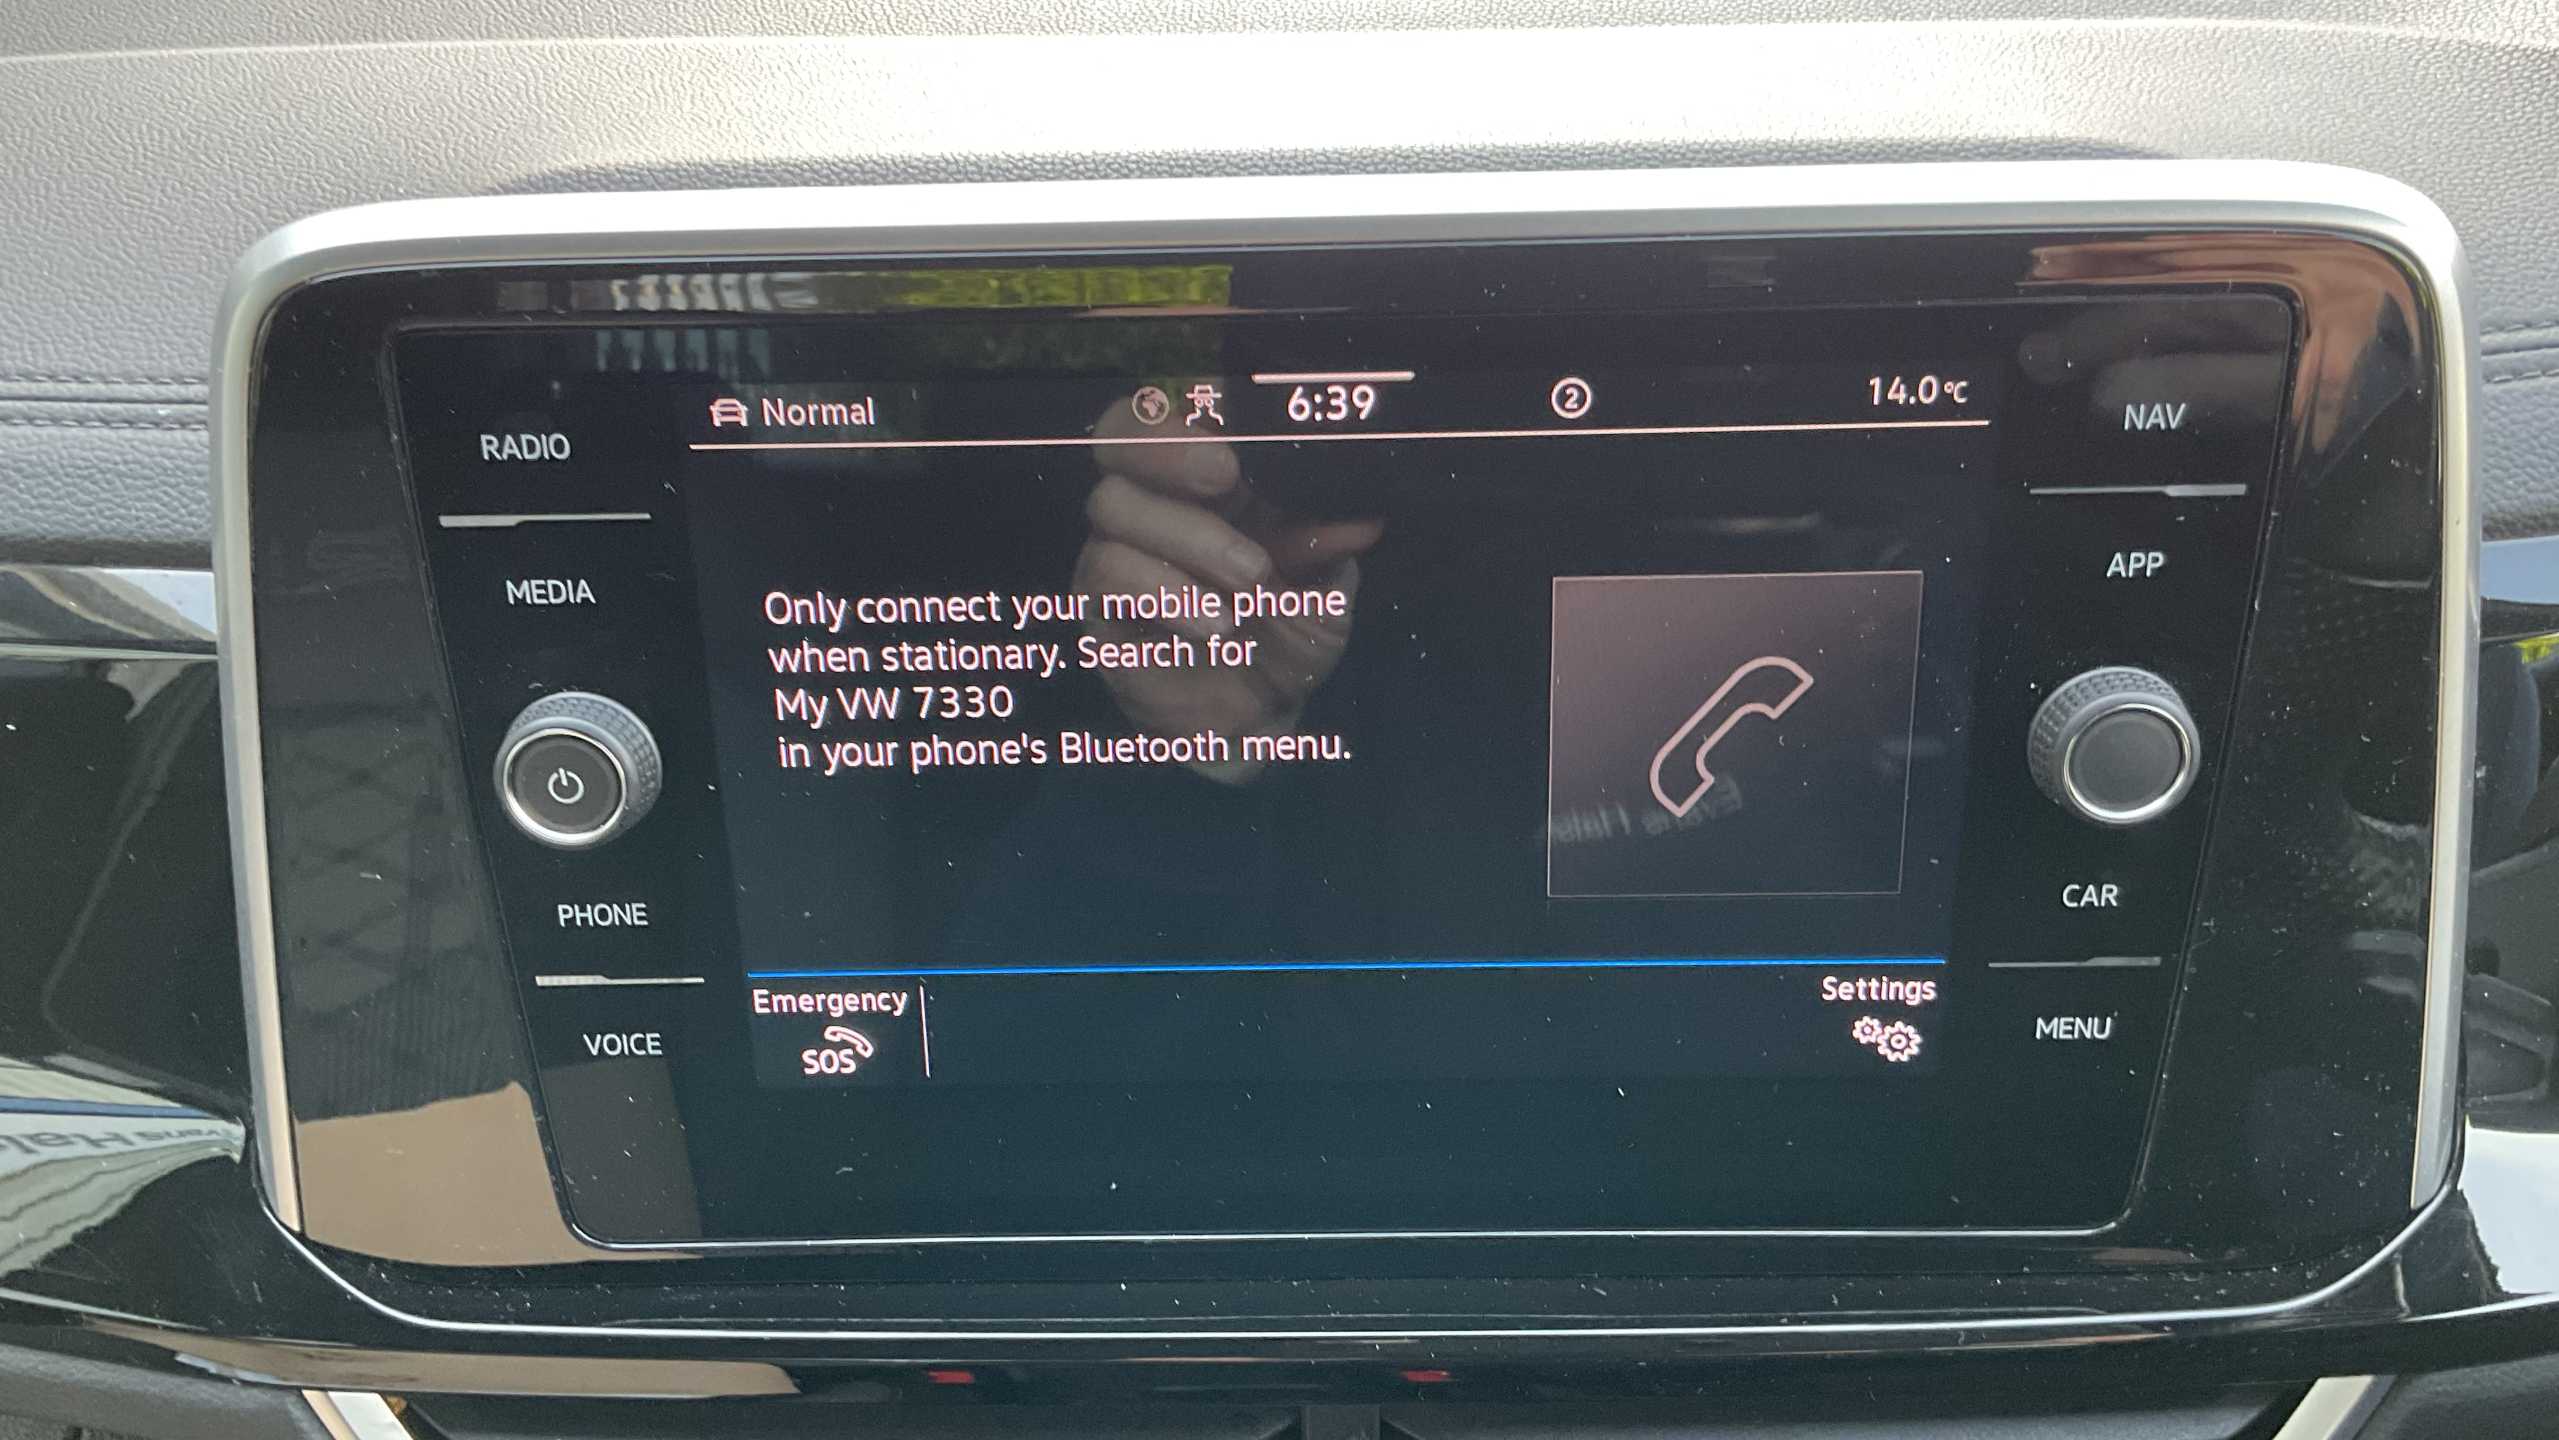 Normal 6:39 2 14.0°C
RADIO
NAV
MEDIA
APP
Only connect your mobile phone
when stationary. Search for
My VW 7330
in your phone's Bluetooth menu.
PHONE
CAR
Emergency
SOS
Settings
VOICE
MENU